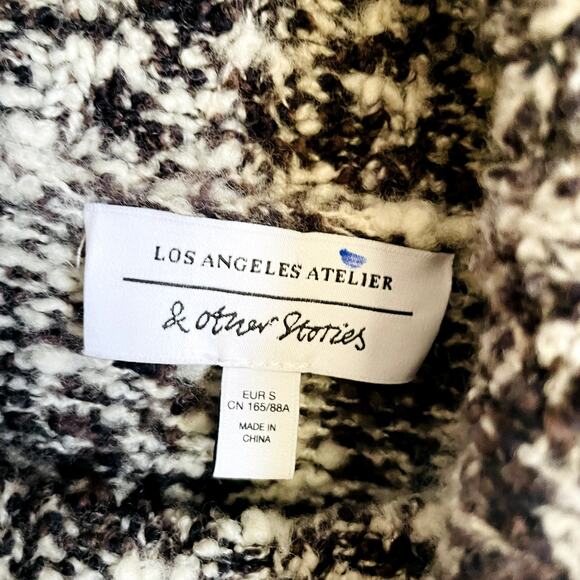 LOS ANGELES ATELIER
& other Stories
EUR S
CN 165/88A
MADE IN
CHINA